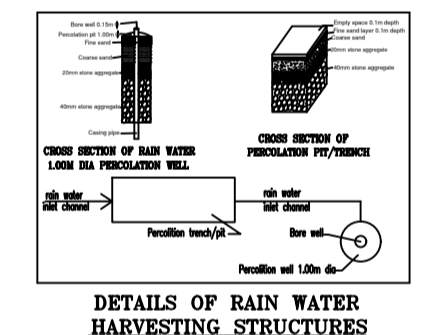 Bore well 0.15m
Percolation pit 1.00m
Fine sand
Coarse sand
20mm stone aggregate
40mm stone aggregate
Casing pipe
CROSS SECTION OF RAIN WATER
1.00M DIA PERCOLATION WELL
Empty space 0.1m depth
Fine sand layer 0.1m depth
Coarse sand
20mm stone aggregate
40mm stone aggregate
CROSS SECTION OF
PERCOLATION PIT/TRENCH
rain water
inlet channel
Percolition trench/pit
rain water
inlet channel
Bore well
Percolition well 1.00m dia
DETAILS OF RAIN WATER
HARVESTING STRUCTURES